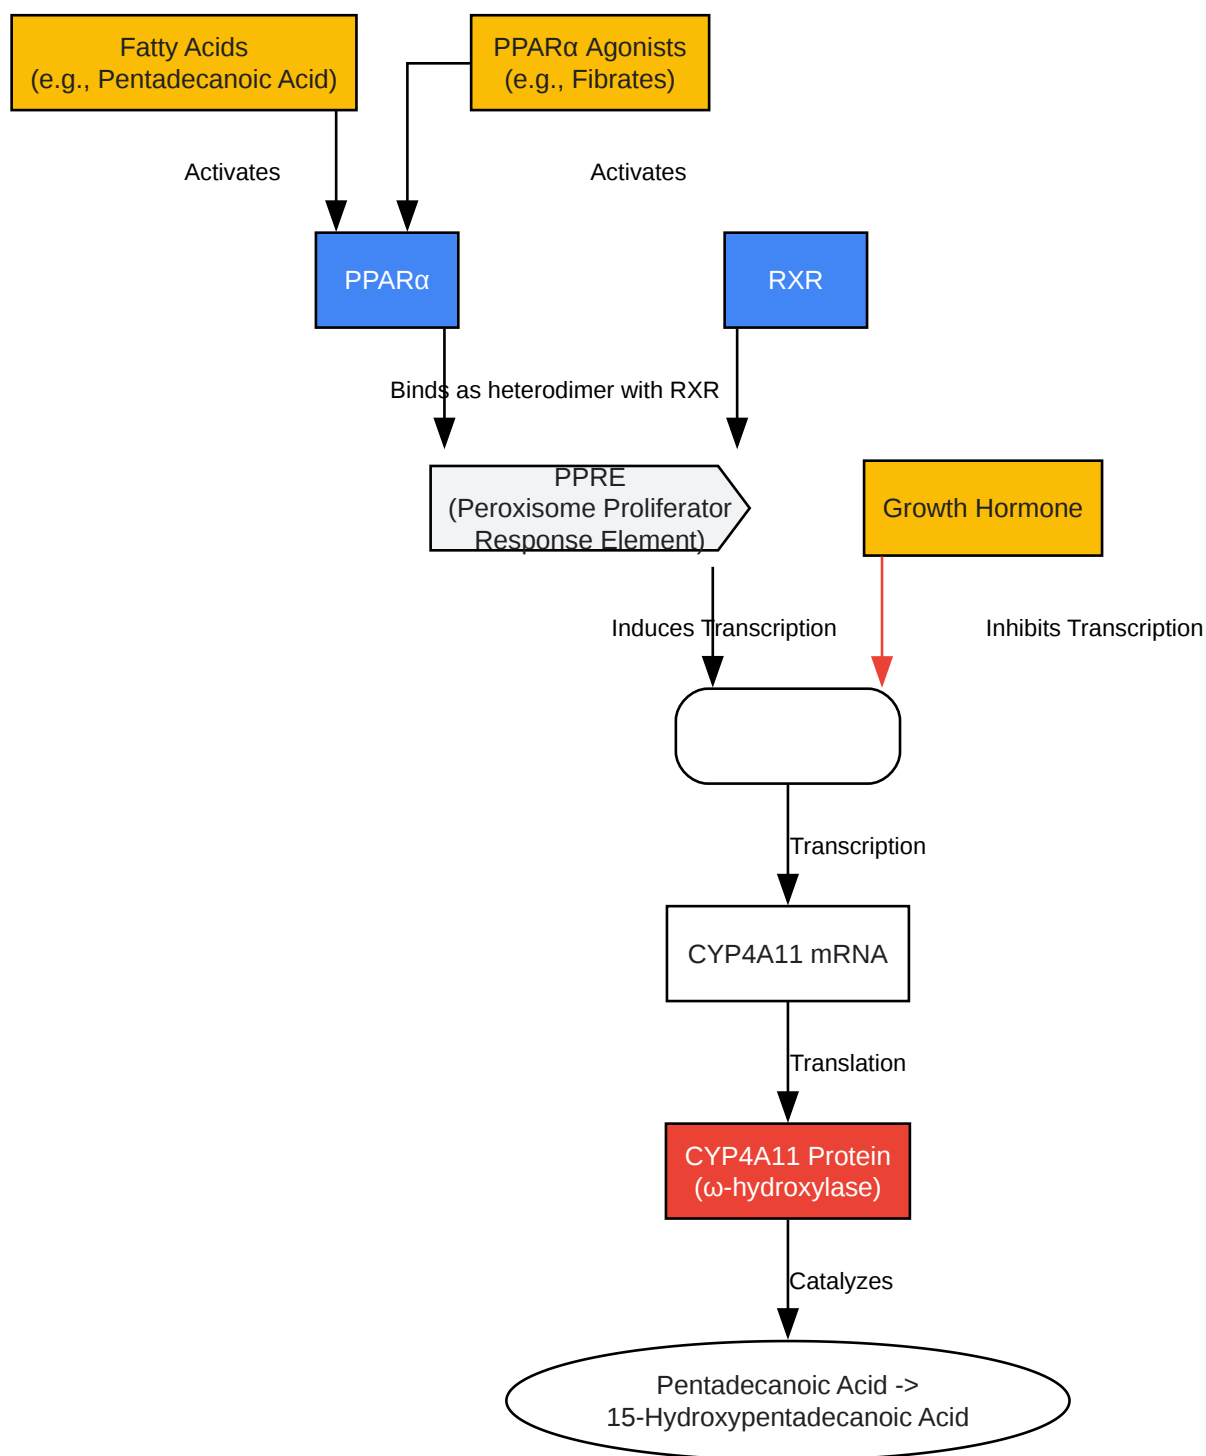 Fatty Acids
(e.g., Pentadecanoic Acid)
PPARα Agonists
(e.g., Fibrates)
Activates
Activates
PPARα
RXR
Binds as heterodimer with RXR
PPRE
(Peroxisome Proliferator
Response Element)
Growth Hormone
Induces Transcription
Inhibits Transcription
Transcription
CYP4A11 mRNA
Translation
CYP4A11 Protein
(ω-hydroxylase)
Catalyzes
Pentadecanoic Acid ->
15-Hydroxypentadecanoic Acid